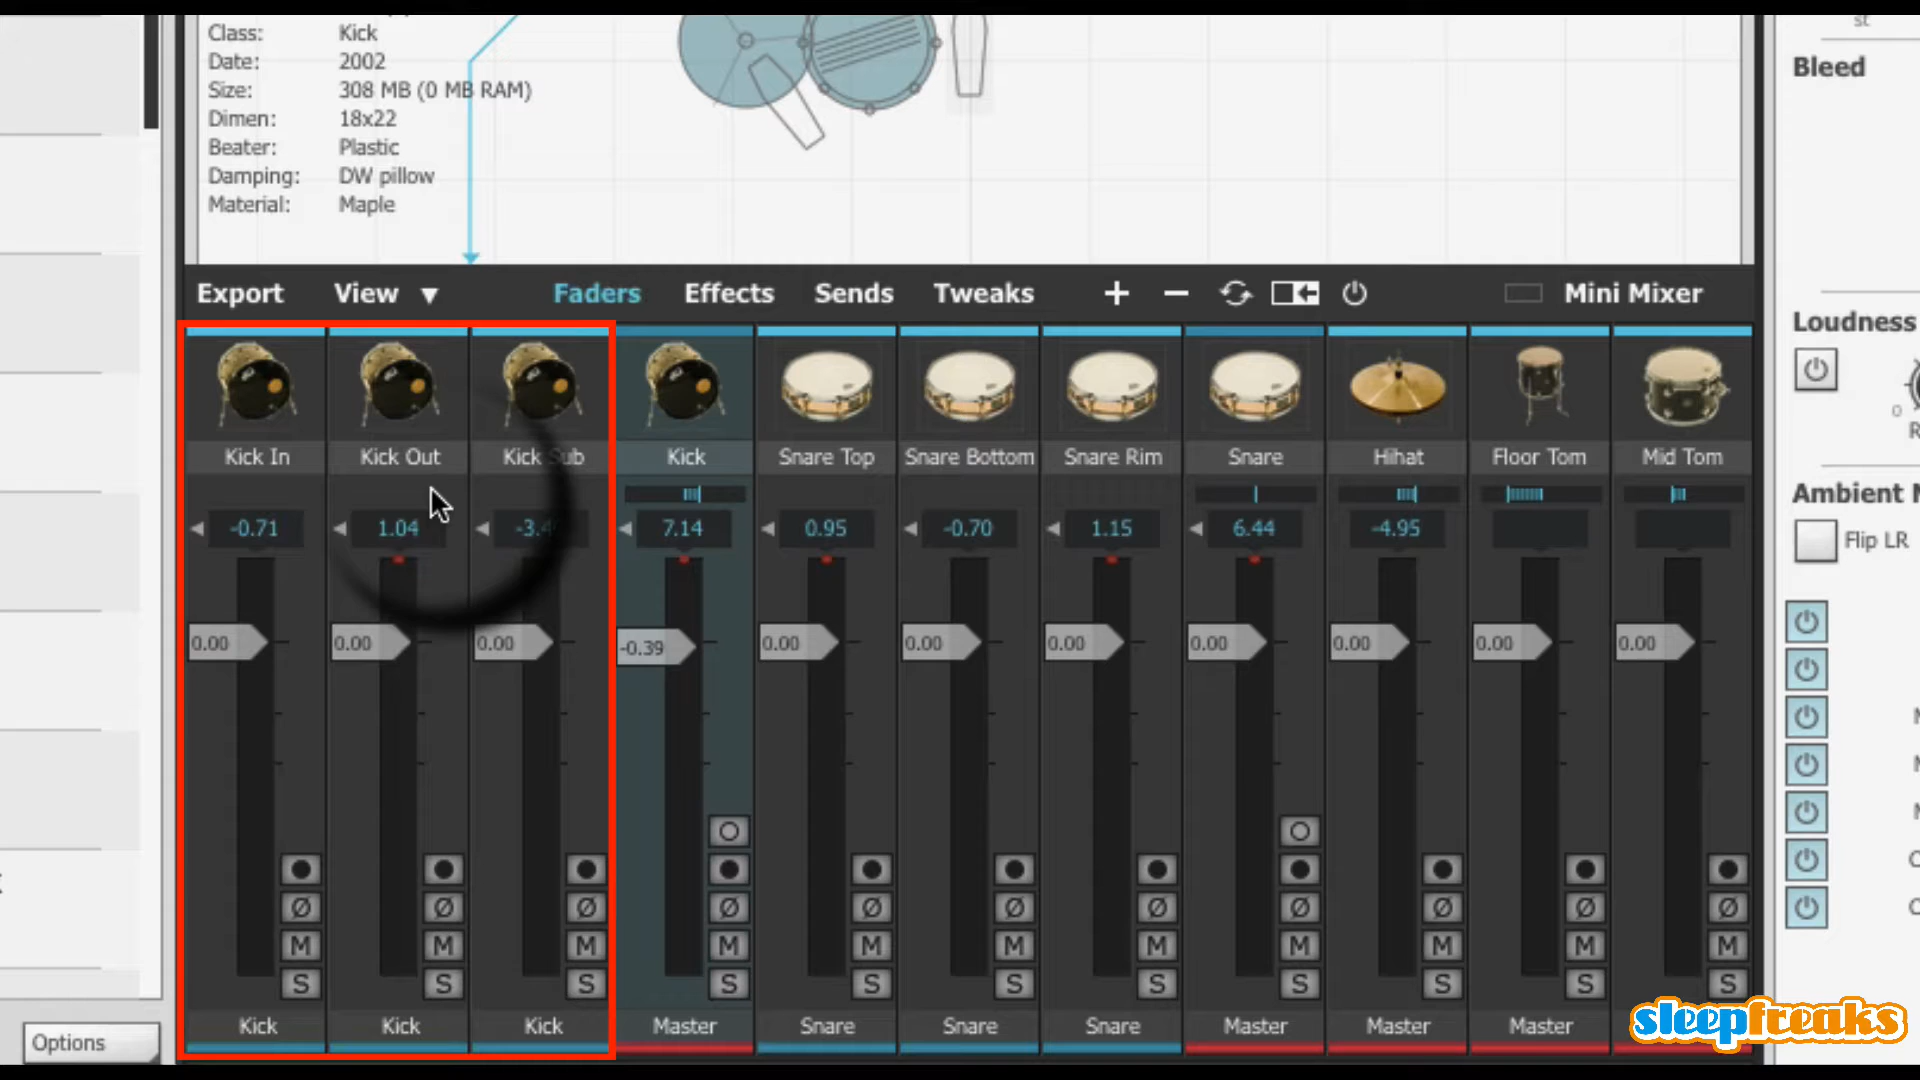 Class: Kick
Date: 2002
Size: 308 MB (0 MB RAM)
Dimen: 18x22
Beater: Plastic
Damping: DW pillow
Material: Maple
st
Bleed
Export View Faders Effects Sends Tweaks Mini Mixer
Loudness
0
Kick In Kick Out Kick Sub Kick Snare Top Snare Bottom Snare Rim Snare Hihat Floor Tom Mid Tom
Ambient
Flip LR
-0.71 1.04 7.14 0.95 -0.70 1.15 6.44 -4.95
0.00 0.00 0.00 -0.39 0.00 0.00 0.00 0.00 0.00 0.00 0.00
M M M M M M M M M M M
S S S S S S S S S S S
Kick Kick Kick Master Snare Snare Snare Master Master Master
Options
sleepfreaks